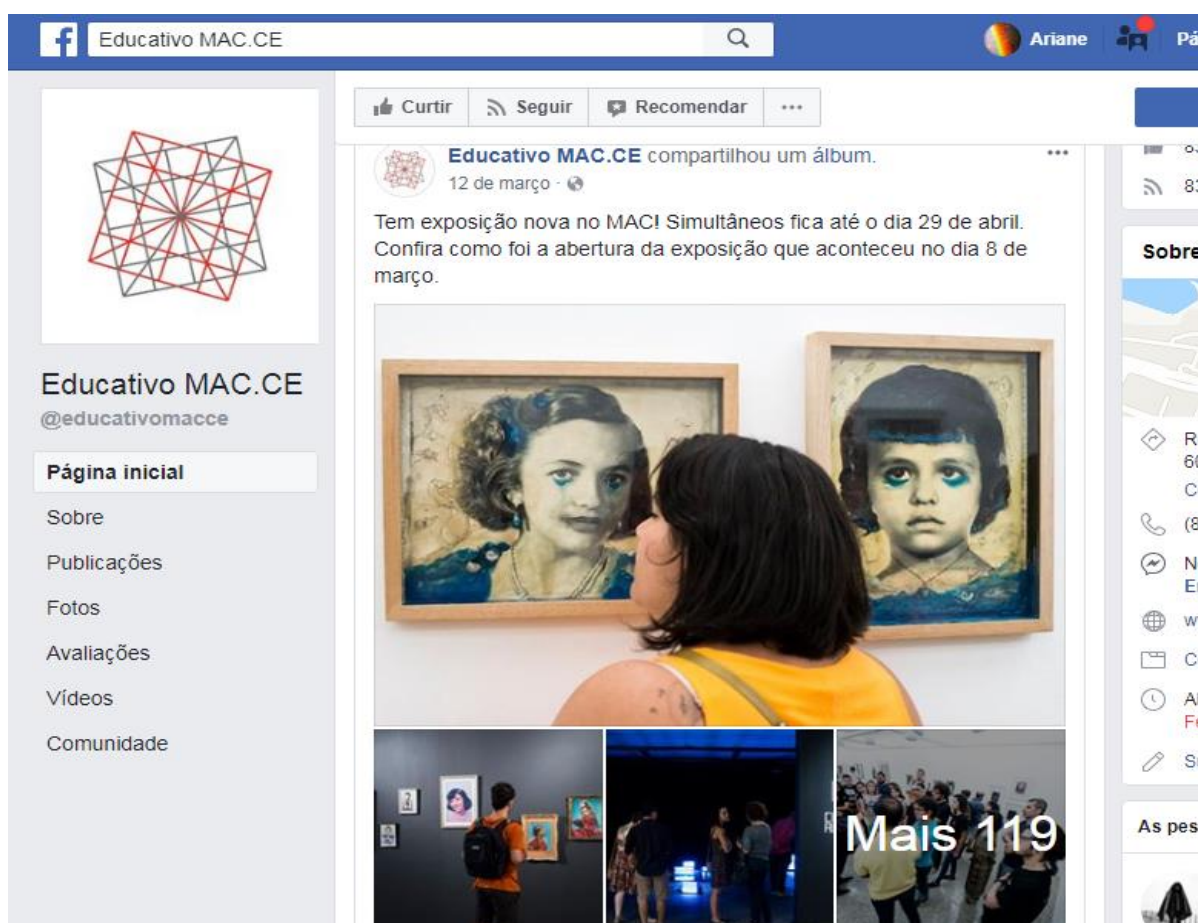 Educativo MAC.CE
Ariane
Curtir
Seguir
Recomendar
Educativo MAC.CE compartilhou um álbum.
12 de março
Tem exposição nova no MAC! Simultâneos fica até o dia 29 de abril.
Confira como foi a abertura da exposição que aconteceu no dia 8 de
março.
Educativo MAC.CE
@educativomacce
Página inicial
Sobre
Publicações
Fotos
Avaliações
Vídeos
Comunidade
Mais 119
Sobre
As pes